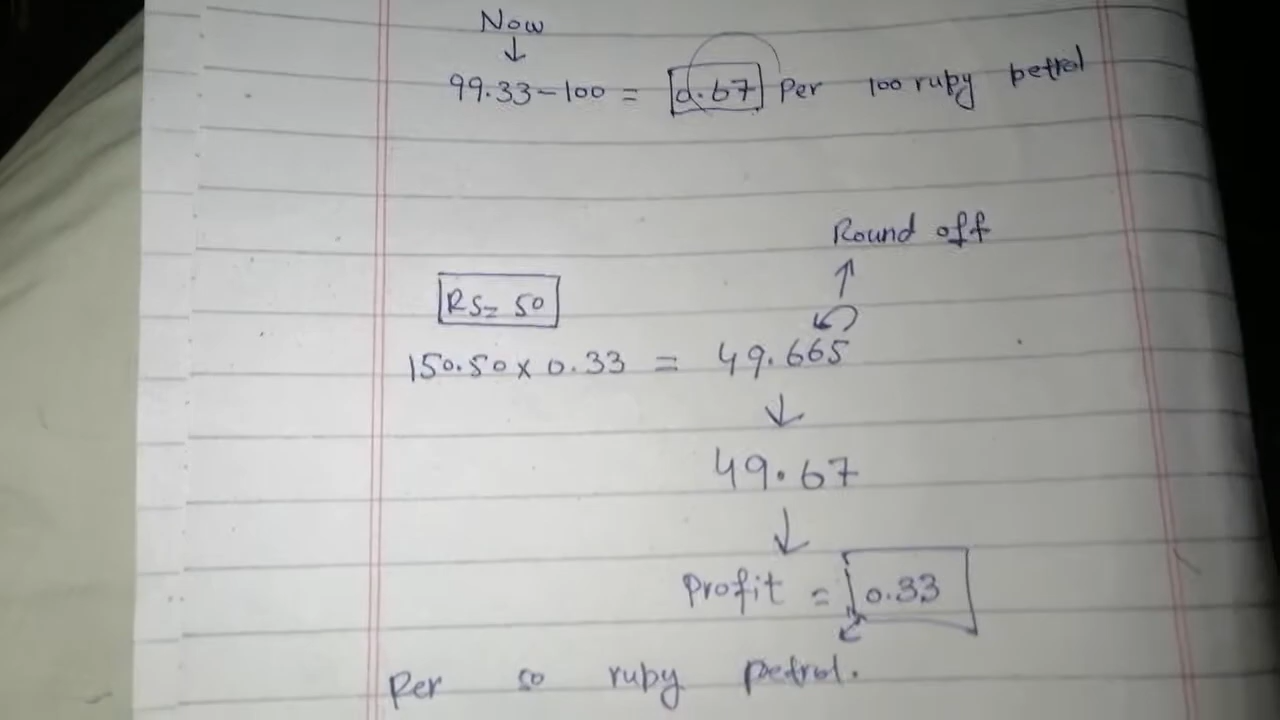 Now
↓
99.33-100 = 0.67 Per 100 ruby petrol
Round off
↑
RS= 50
150.50 x 0.33 = 49.665
↓
49.67
↓
Profit = 0.33
Per 50 ruby petrol.